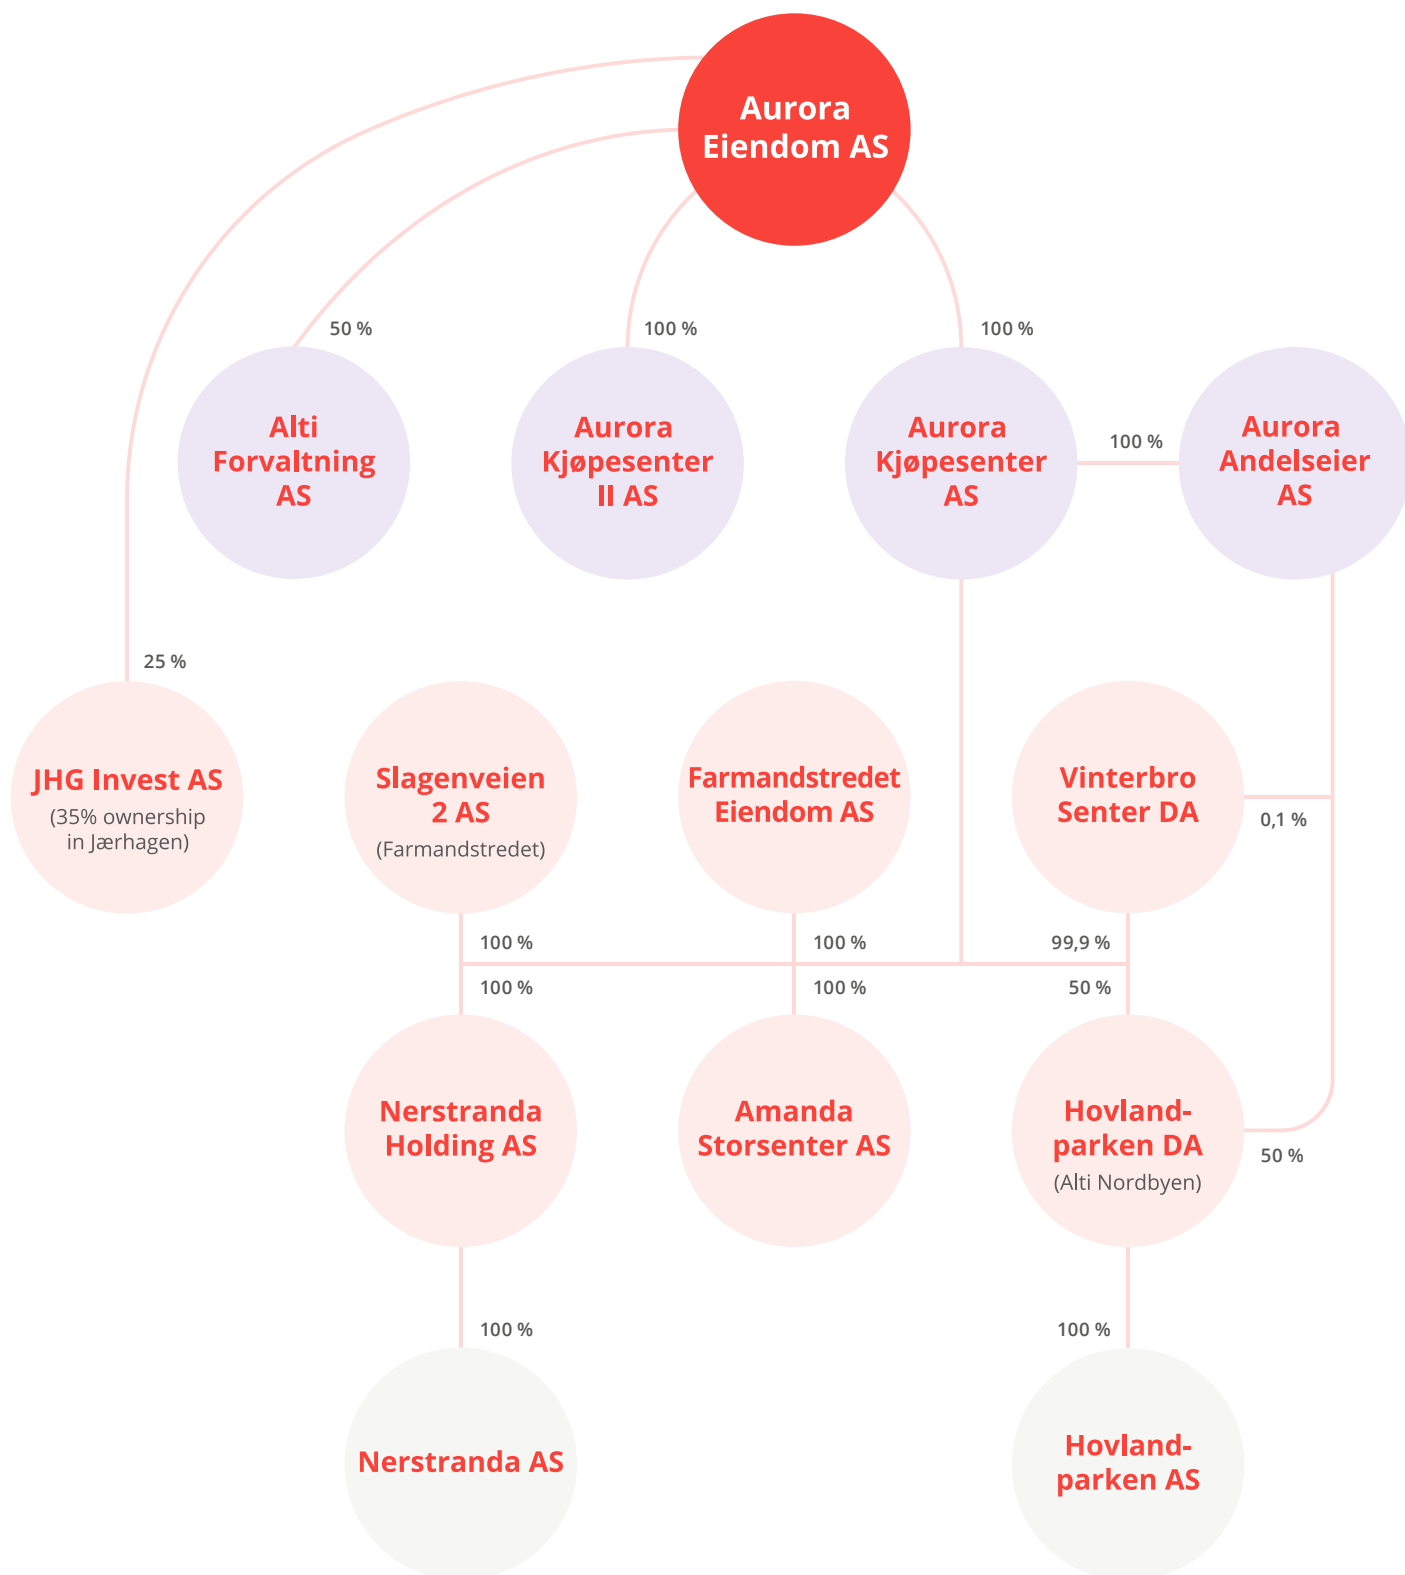 Aurora
Eiendom AS
50 %
100 %
100 %
Alti
Forvaltning
AS
Aurora
Kjøpesenter
II AS
Aurora
Kjøpesenter
AS
100 %
Aurora
Andelseier
AS
25 %
JHG Invest AS
(35% ownership
in Jærhagen)
Slagenveien
2 AS
(Farmandstredet)
Farmandstredet
Eiendom AS
Vinterbro
Senter DA
0,1 %
100 %
100 %
99,9 %
100 %
100 %
50 %
Nerstranda
Holding AS
Amanda
Storsenter AS
Hovland-
parken DA
(Alti Nordbyen)
50 %
100 %
100 %
Nerstranda AS
Hovland-
parken AS